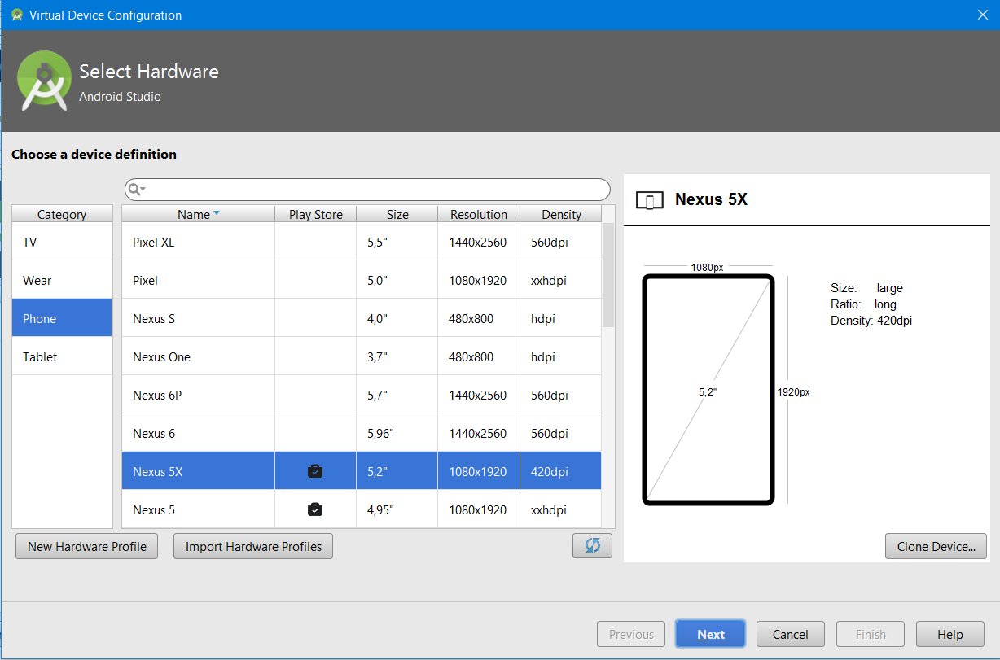 Virtual Device Configuration
Select Hardware
Android Studio
Choose a device definition
Category
TV
Wear
Phone
Tablet
Name Play Store Size Resolution Density
Pixel XL 5,5" 1440x2560 560dpi
Pixel 5,0" 1080x1920 xxhdpi
Nexus S 4,0" 480x800 hdpi
Nexus One 3,7" 480x800 hdpi
Nexus 6P 5,7" 1440x2560 560dpi
Nexus 6 5,96" 1440x2560 560dpi
Nexus 5X 5,2" 1080x1920 420dpi
Nexus 5 4,95" 1080x1920 xxhdpi
New Hardware Profile Import Hardware Profiles
Nexus 5X
1080px
5,2"
1920px
Size: large
Ratio: long
Density: 420dpi
Clone Device...
Previous Next Cancel Finish Help